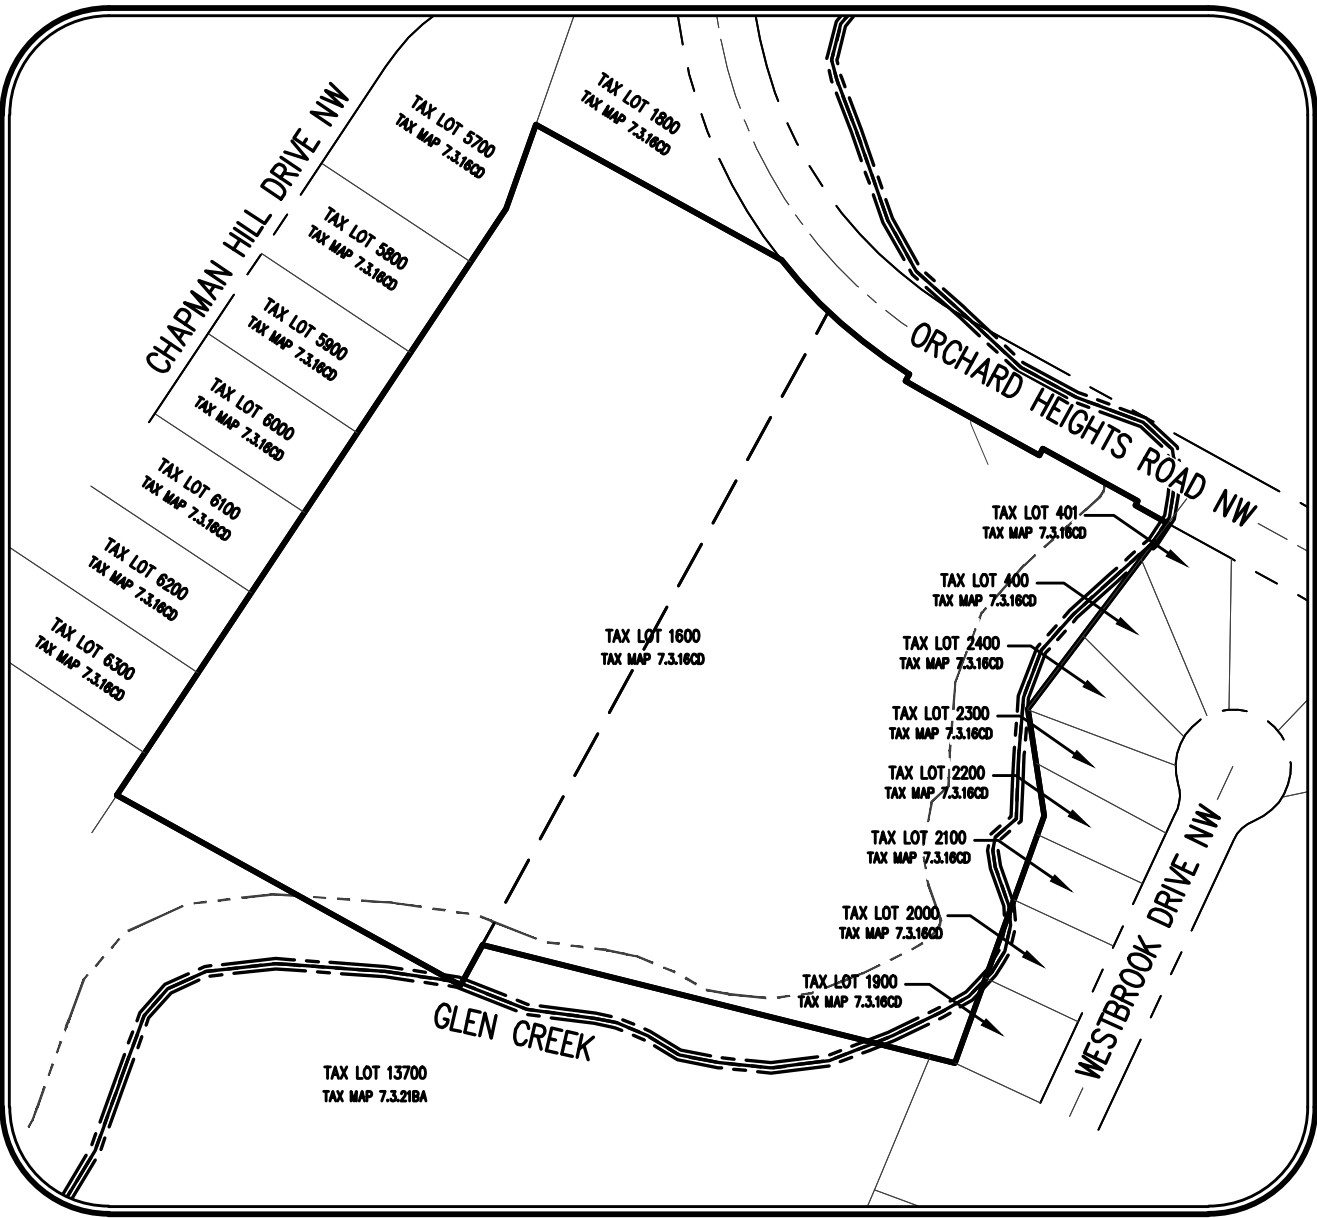 TAX LOT 1800
TAX MAP 7.3.16CD
TAX LOT 5700
TAX MAP 7.3.16CD
CHAPMAN HILL DRIVE NW
TAX LOT 5800
TAX MAP 7.3.16CD
TAX LOT 5900
TAX MAP 7.3.16CD
TAX LOT 6000
TAX MAP 7.3.16CD
TAX LOT 6100
TAX MAP 7.3.16CD
TAX LOT 6200
TAX MAP 7.3.16CD
TAX LOT 6300
TAX MAP 7.3.16CD
ORCHARD HEIGHTS ROAD NW
TAX LOT 401
TAX MAP 7.3.16CD
TAX LOT 400
TAX MAP 7.3.16CD
TAX LOT 1600
TAX MAP 7.3.16CD
TAX LOT 2400
TAX MAP 7.3.16CD
TAX LOT 2300
TAX MAP 7.3.16CD
TAX LOT 2200
TAX MAP 7.3.16CD
TAX LOT 2100
TAX MAP 7.3.16CD
TAX LOT 2000
TAX MAP 7.3.16CD
TAX LOT 1900
TAX MAP 7.3.16CD
WESTBROOK DRIVE NW
GLEN CREEK
TAX LOT 13700
TAX MAP 7.3.21BA